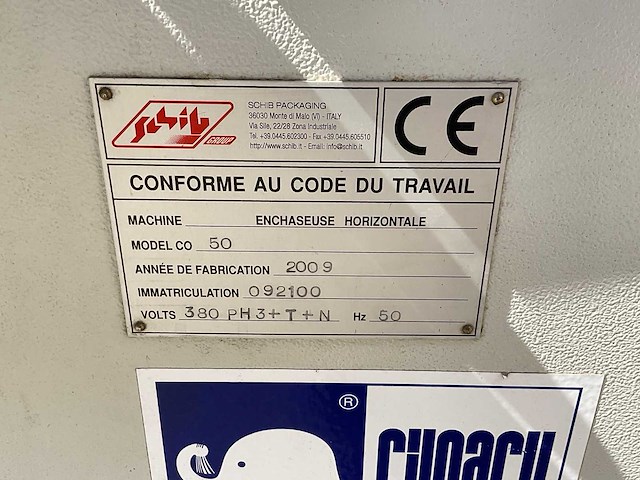 Schib
GROUP
SCHIB PACKAGING
36030 Monte di Malo (VI) - ITALY
Via Sile, 22/28 Zona Industriale
Tel. +39.0445.602300 - Fax +39.0445.605510
http://www.schib.it - Email: info@schib.it
CE
CONFORME AU CODE DU TRAVAIL
MACHINE ENCHASEUSE HORIZONTALE
MODEL CO 50
ANNÉE DE FABRICATION 2009
IMMATRICULATION 092100
VOLTS 380 PH3+T+N Hz 50
®